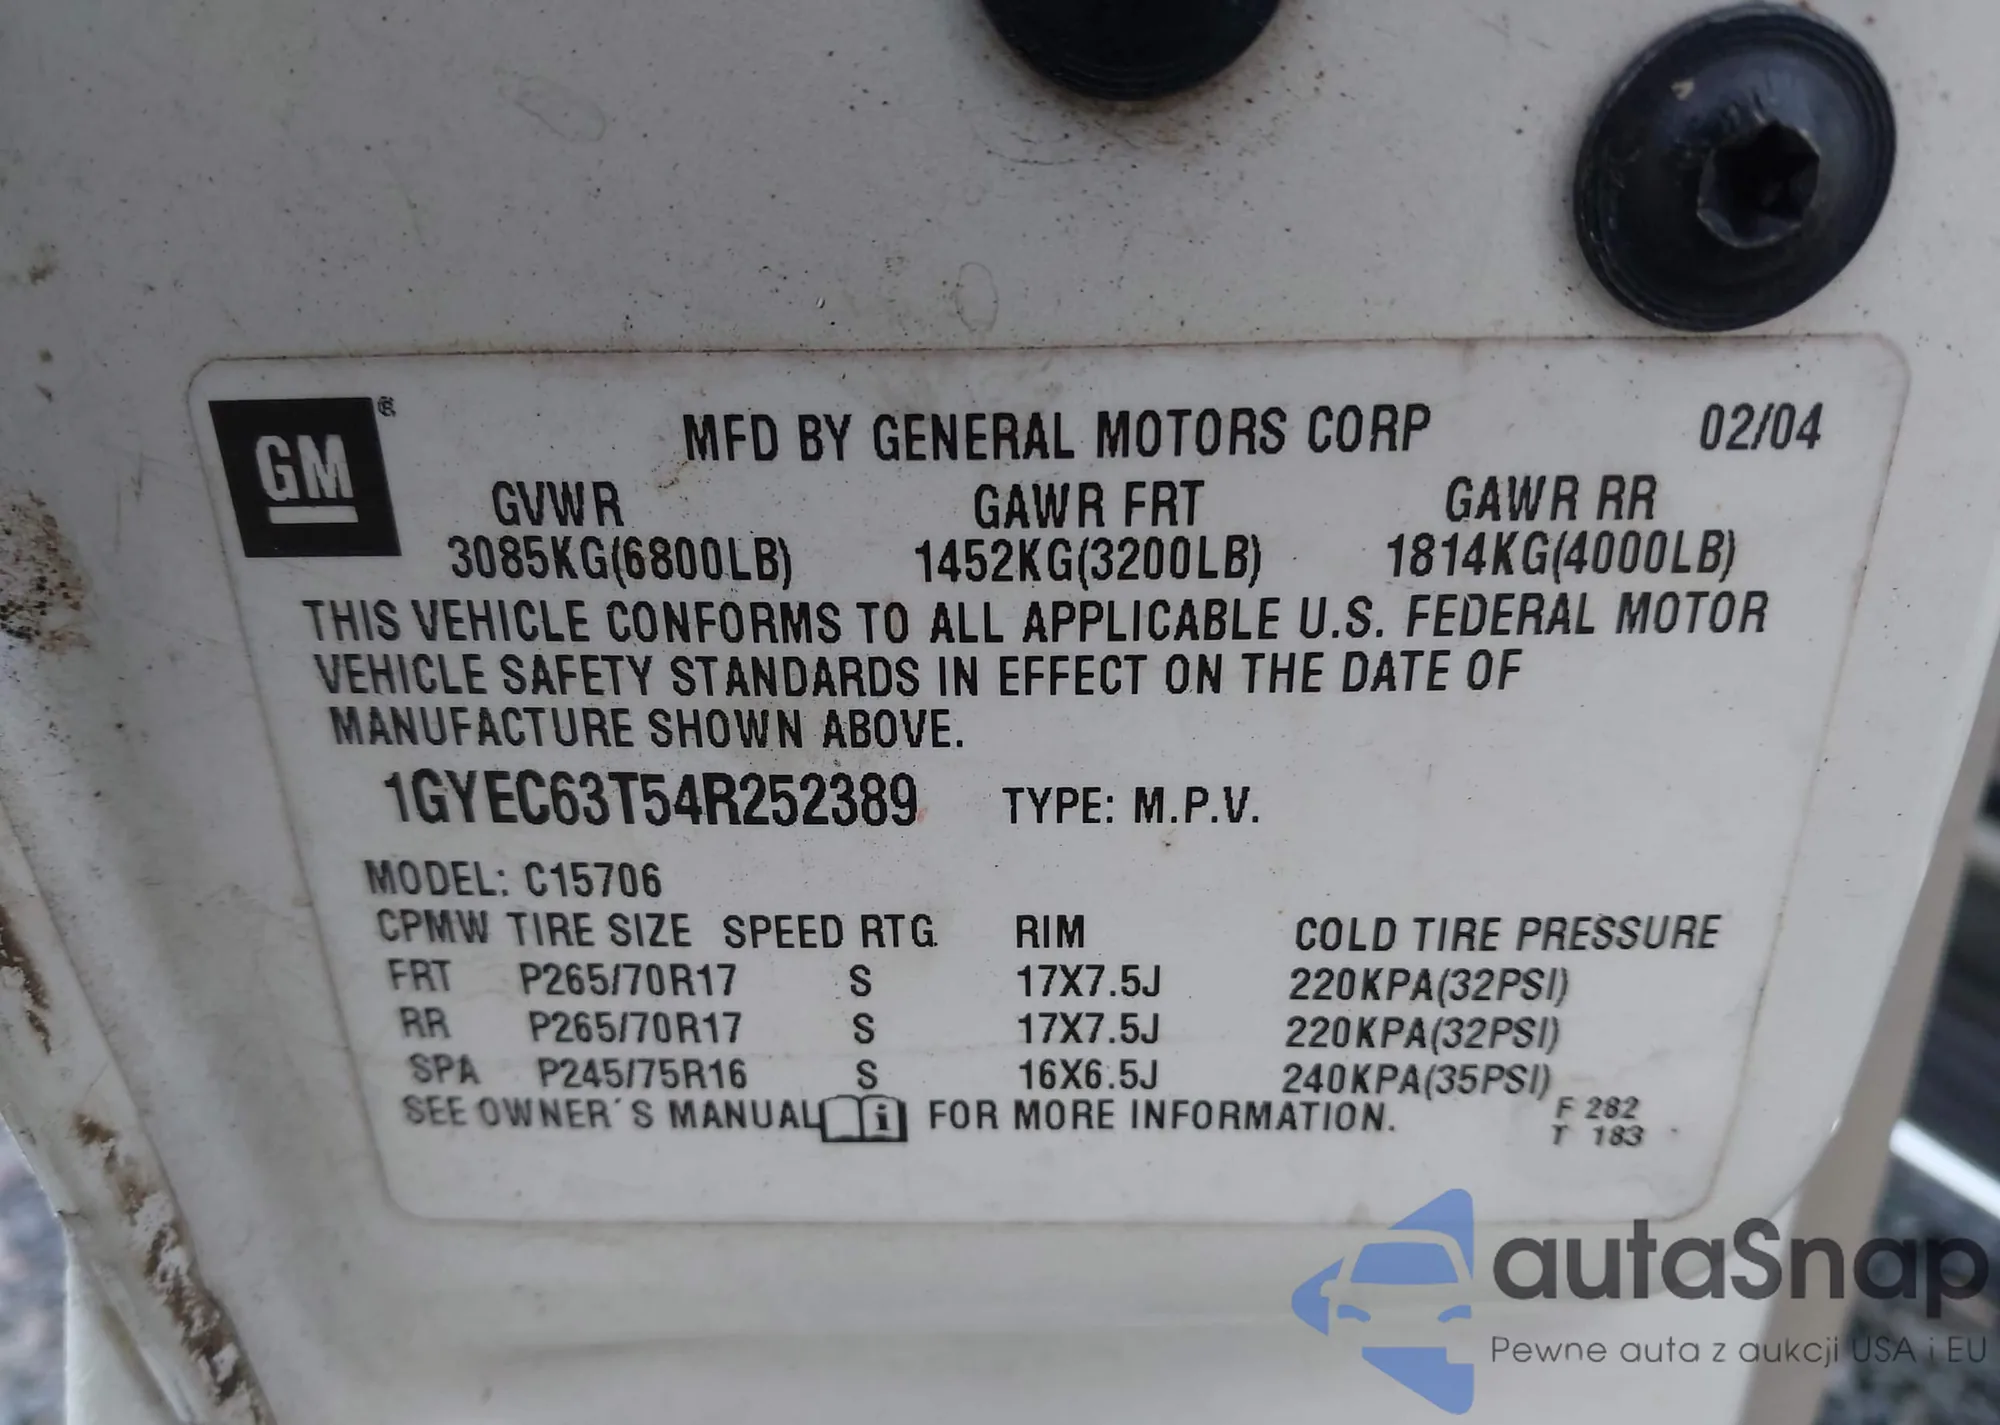 GM ®
MFD BY GENERAL MOTORS CORP 02/04
GVWR GAWR FRT GAWR RR
3085KG(6800LB) 1452KG(3200LB) 1814KG(4000LB)
THIS VEHICLE CONFORMS TO ALL APPLICABLE U.S. FEDERAL MOTOR
VEHICLE SAFETY STANDARDS IN EFFECT ON THE DATE OF
MANUFACTURE SHOWN ABOVE.
1GYEC63T54R252389 TYPE: M.P.V.
MODEL: C15706
CPMW TIRE SIZE SPEED RTG RIM COLD TIRE PRESSURE
FRT P265/70R17 S 17X7.5J 220KPA(32PSI)
RR P265/70R17 S 17X7.5J 220KPA(32PSI)
SPA P245/75R16 S 16X6.5J 240KPA(35PSI)
SEE OWNER´S MANUAL i FOR MORE INFORMATION.
F 282
T 183
autaSnap
Pewne auta z aukcji USA i EU